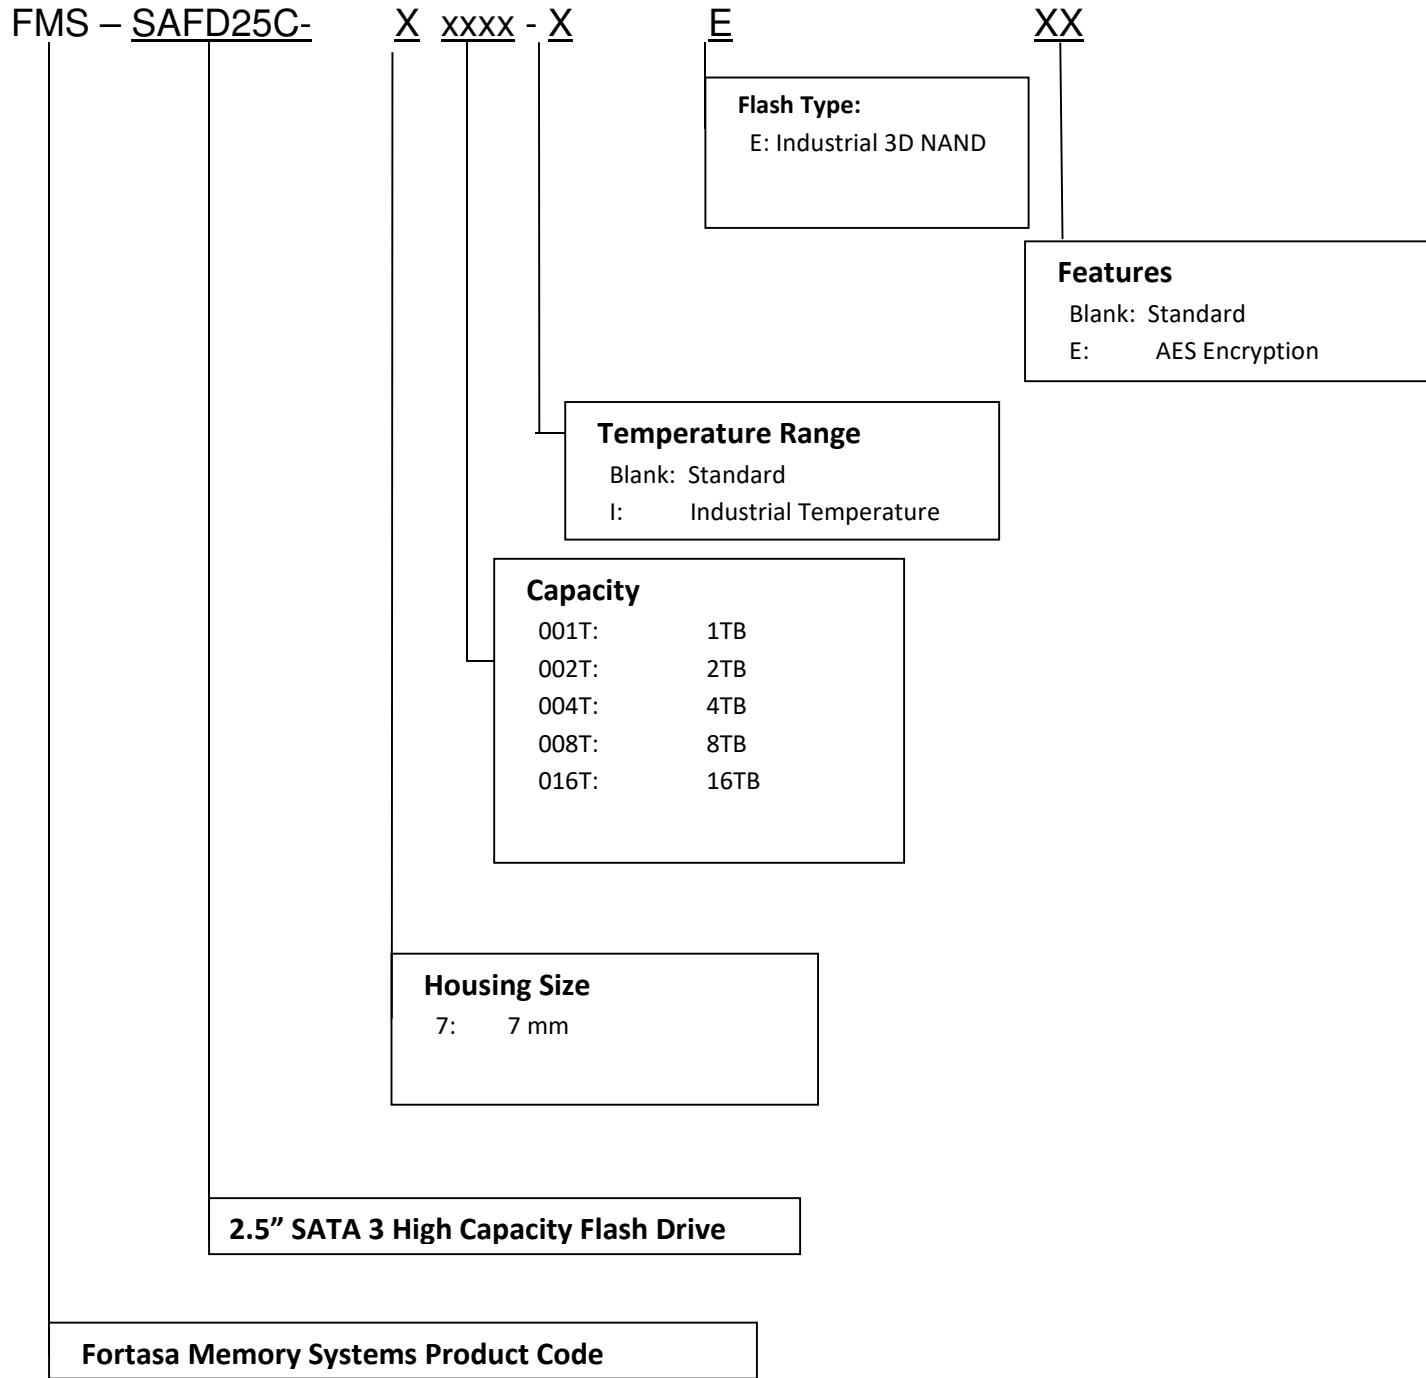 FMS – SAFD25C- X xxxx - X E XX
Flash Type:
E: Industrial 3D NAND
Features
Blank: Standard
E: AES Encryption
Temperature Range
Blank: Standard
I: Industrial Temperature
Capacity
001T: 1TB
002T: 2TB
004T: 4TB
008T: 8TB
016T: 16TB
Housing Size
7: 7 mm
2.5” SATA 3 High Capacity Flash Drive
Fortasa Memory Systems Product Code